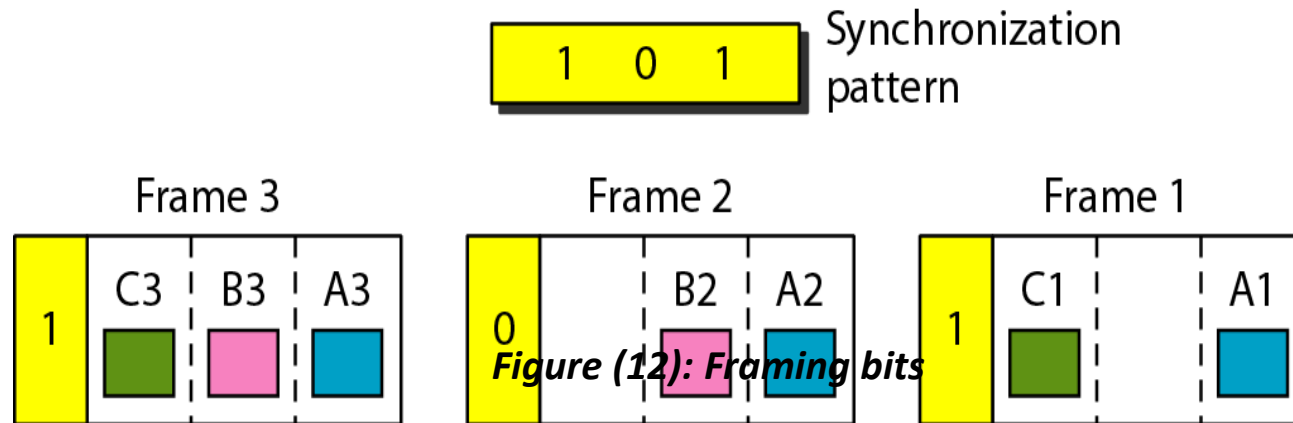 1 0 1
Synchronization
pattern
Frame 3
Frame 2
Frame 1
1 C3 B3 A3
0 B2 A2
1 C1 A1
Figure (12): Framing bits